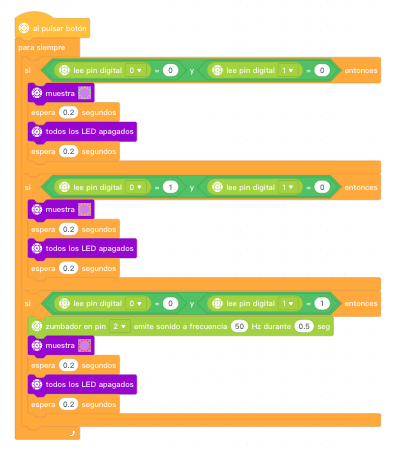 al pulsar botón
para siempre
si lee pin digital 0 = 0 y lee pin digital 1 = 0 entonces
muestra
espera 0.2 segundos
todos los LED apagados
espera 0.2 segundos
si lee pin digital 0 = 1 y lee pin digital 1 = 0 entonces
muestra
espera 0.2 segundos
todos los LED apagados
espera 0.2 segundos
si lee pin digital 0 = 0 y lee pin digital 1 = 1 entonces
zumbador en pin 2 emite sonido a frecuencia 50 Hz durante 0.5 seg
muestra
espera 0.2 segundos
todos los LED apagados
espera 0.2 segundos